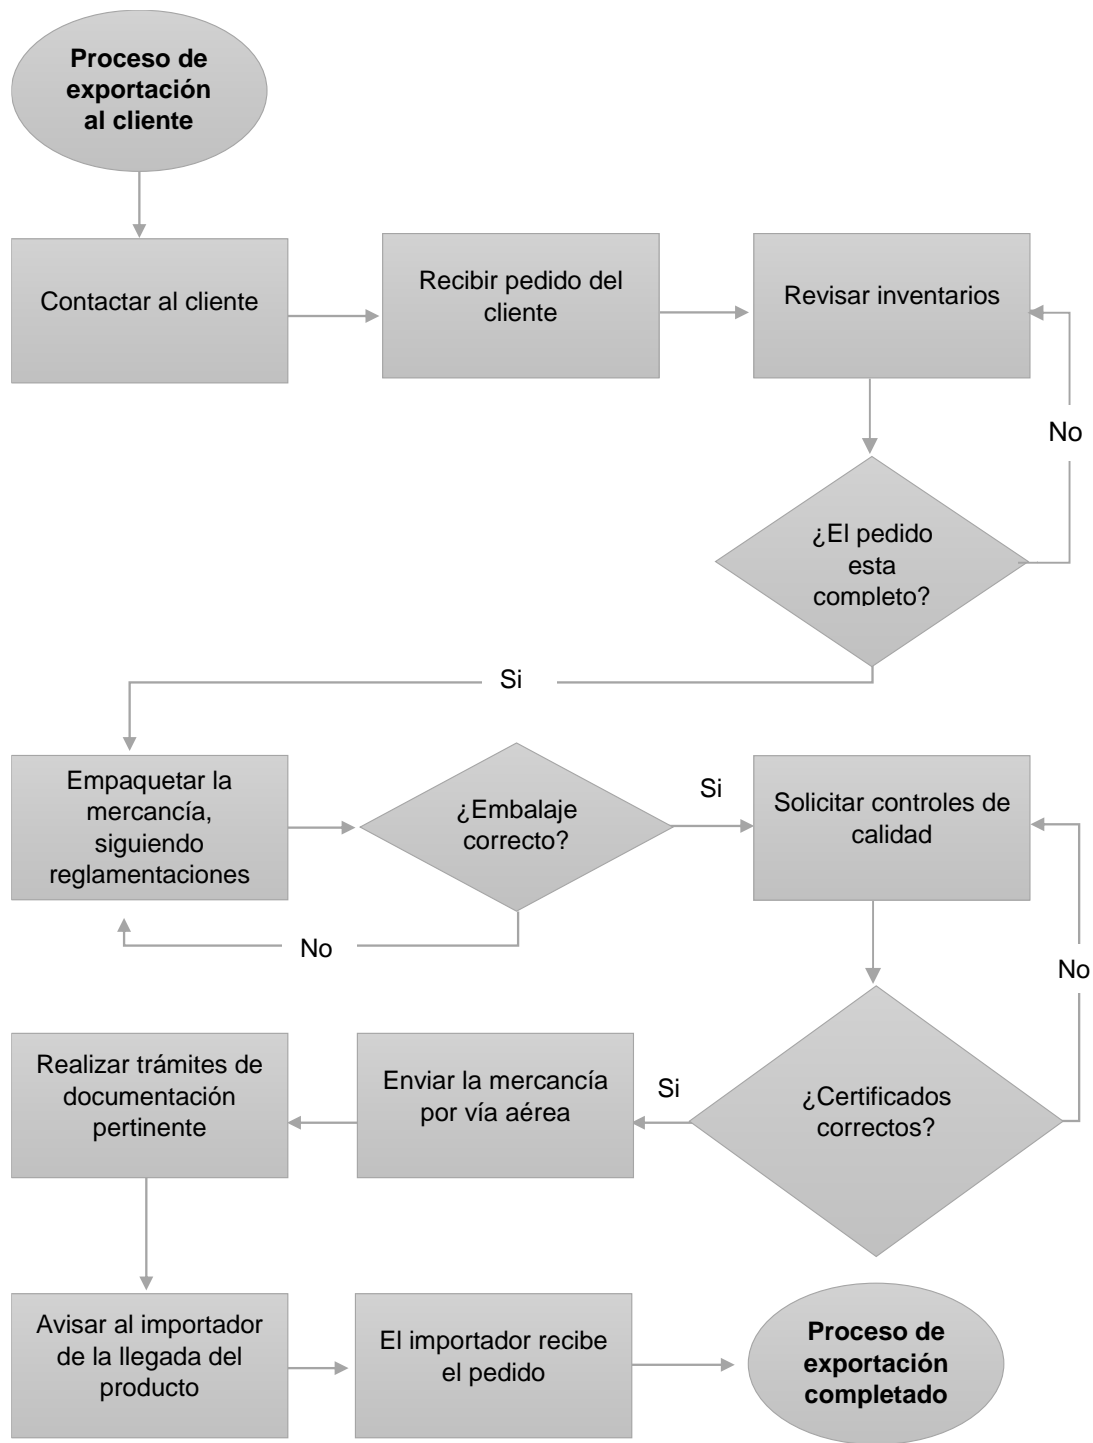 Proceso de
exportación
al cliente
Contactar al cliente
Recibir pedido del
cliente
Revisar inventarios
No
¿El pedido
esta
completo?
Si
Empaquetar la
mercancía,
siguiendo
reglamentaciones
¿Embalaje
correcto?
Si
Solicitar controles de
calidad
No
No
¿Certificados
correctos?
Si
Enviar la mercancía
por vía aérea
Realizar trámites de
documentación
pertinente
Avisar al importador
de la llegada del
producto
El importador recibe
el pedido
Proceso de
exportación
completado